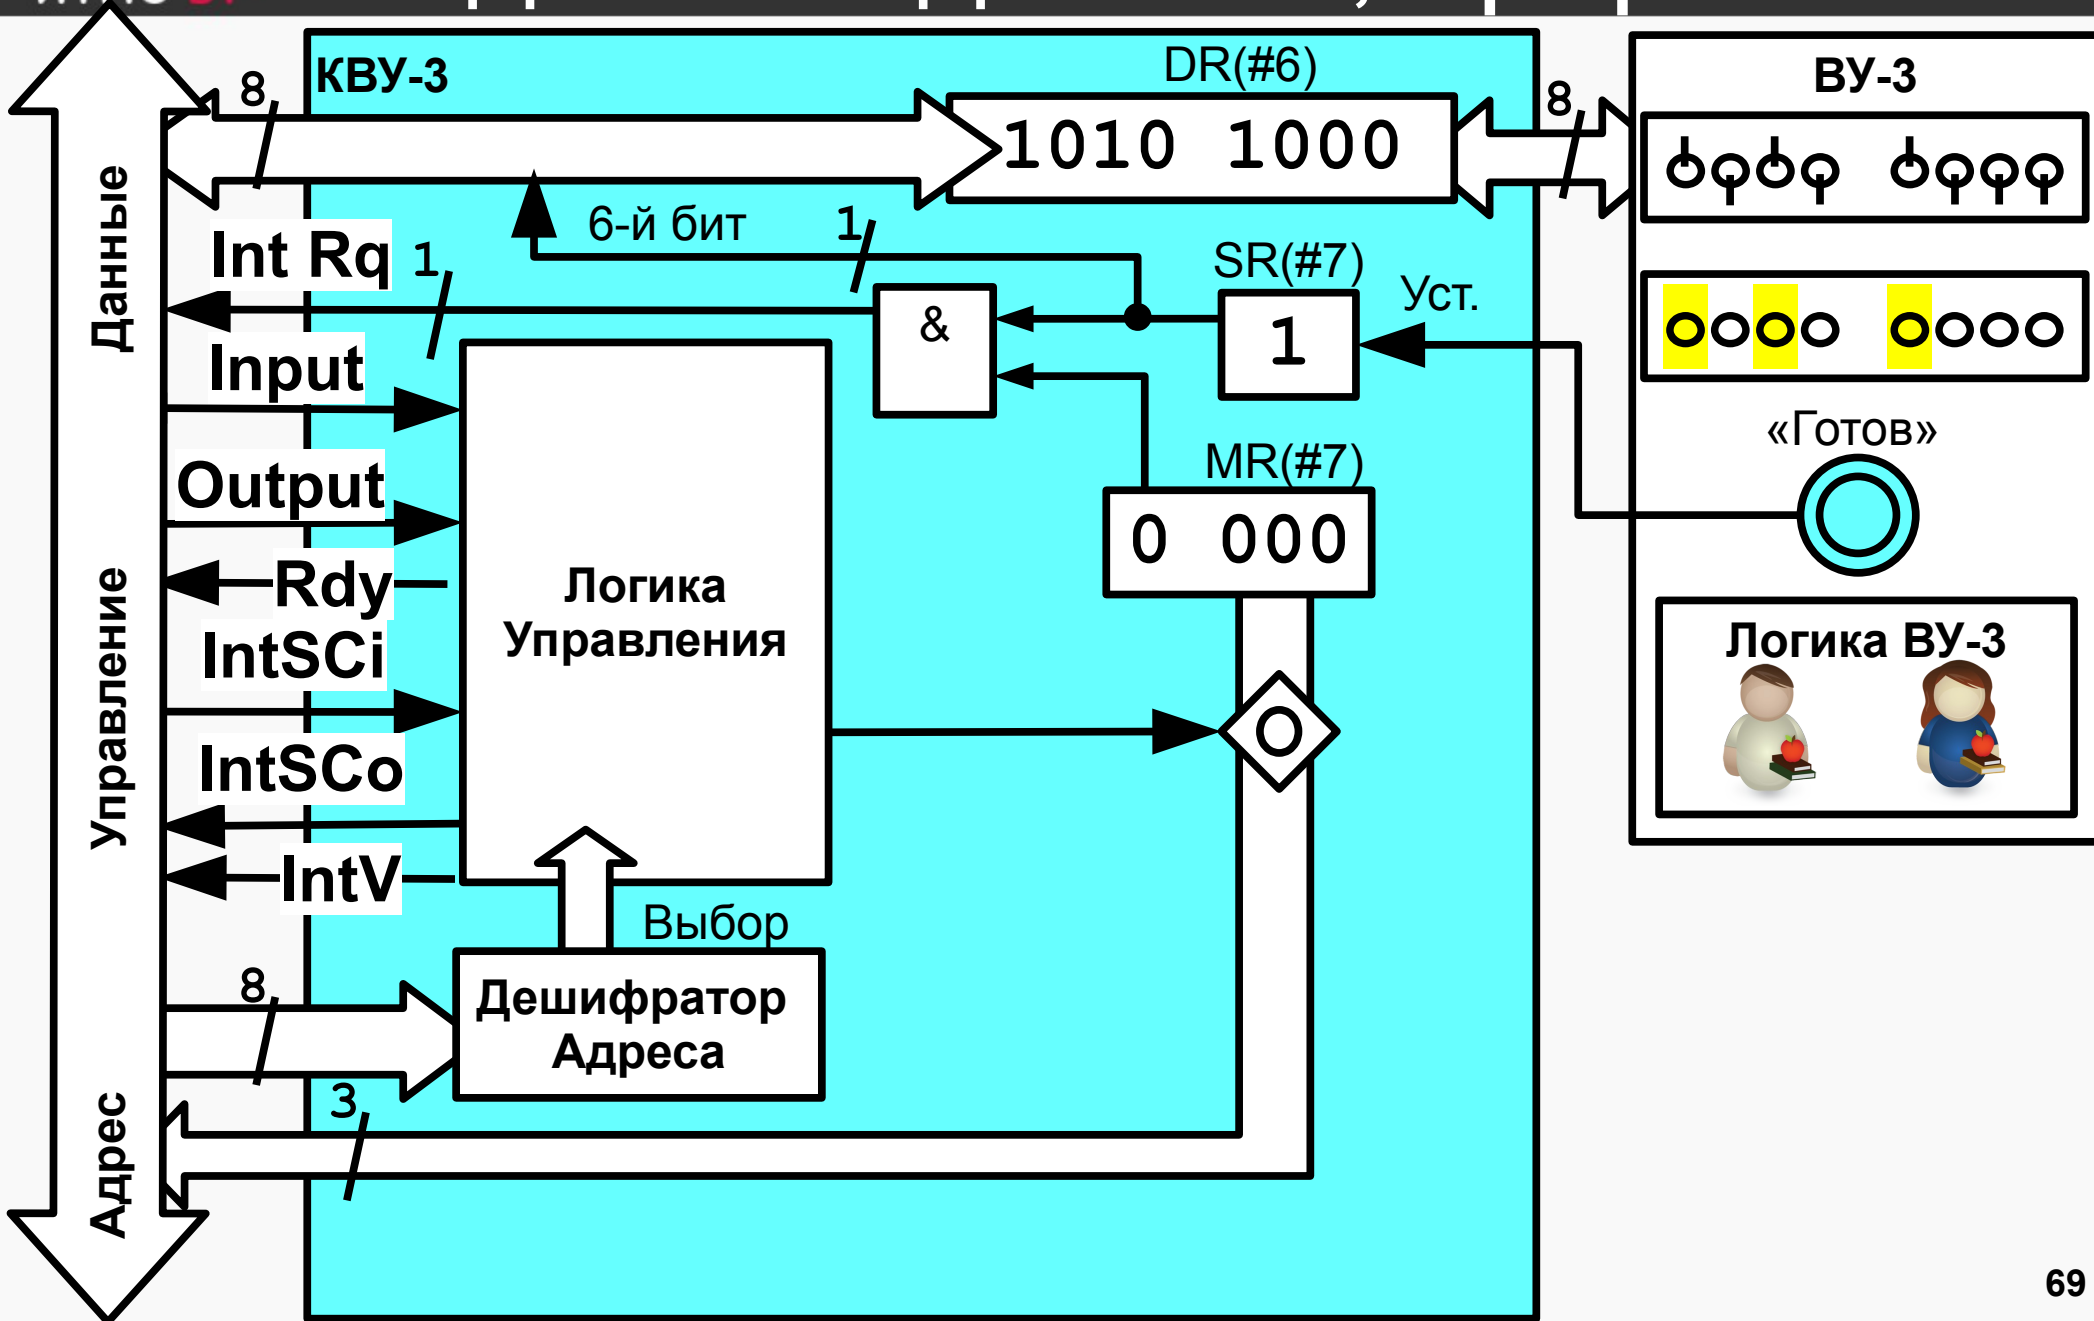 КВУ-3
DR(#6)
ВУ-3
8
8
1010 1000
Данные
6-й бит
1
Int Rq
1
SR(#7)
Уст.
&
1
Input
«Готов»
MR(#7)
Output
0 000
Rdy
Логика
Управления
Управление
IntSCi
Логика ВУ-3
IntSCo
IntV
Выбор
8
Дешифратор
Адреса
3
Адрес
69